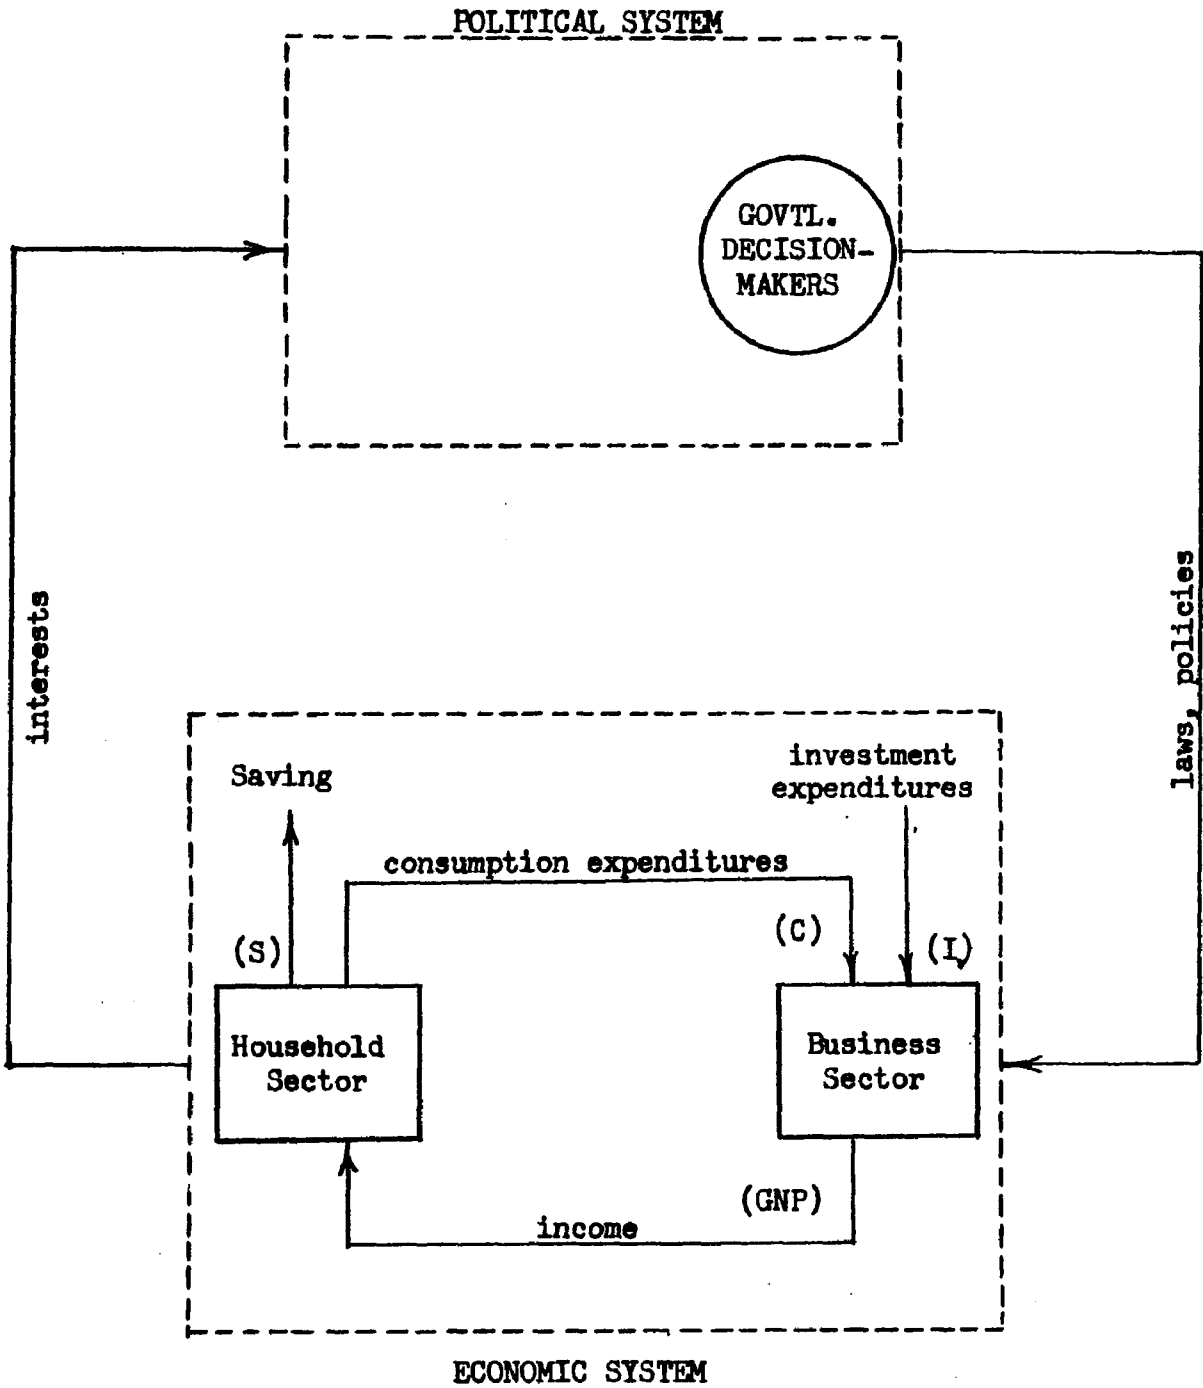 POLITICAL SYSTEM
GOVTL.
DECISION-
MAKERS
interests
laws, policies
Saving
investment
expenditures
consumption expenditures
(S)
(C)
(I)
Household
Sector
Business
Sector
(GNP)
income
ECONOMIC SYSTEM